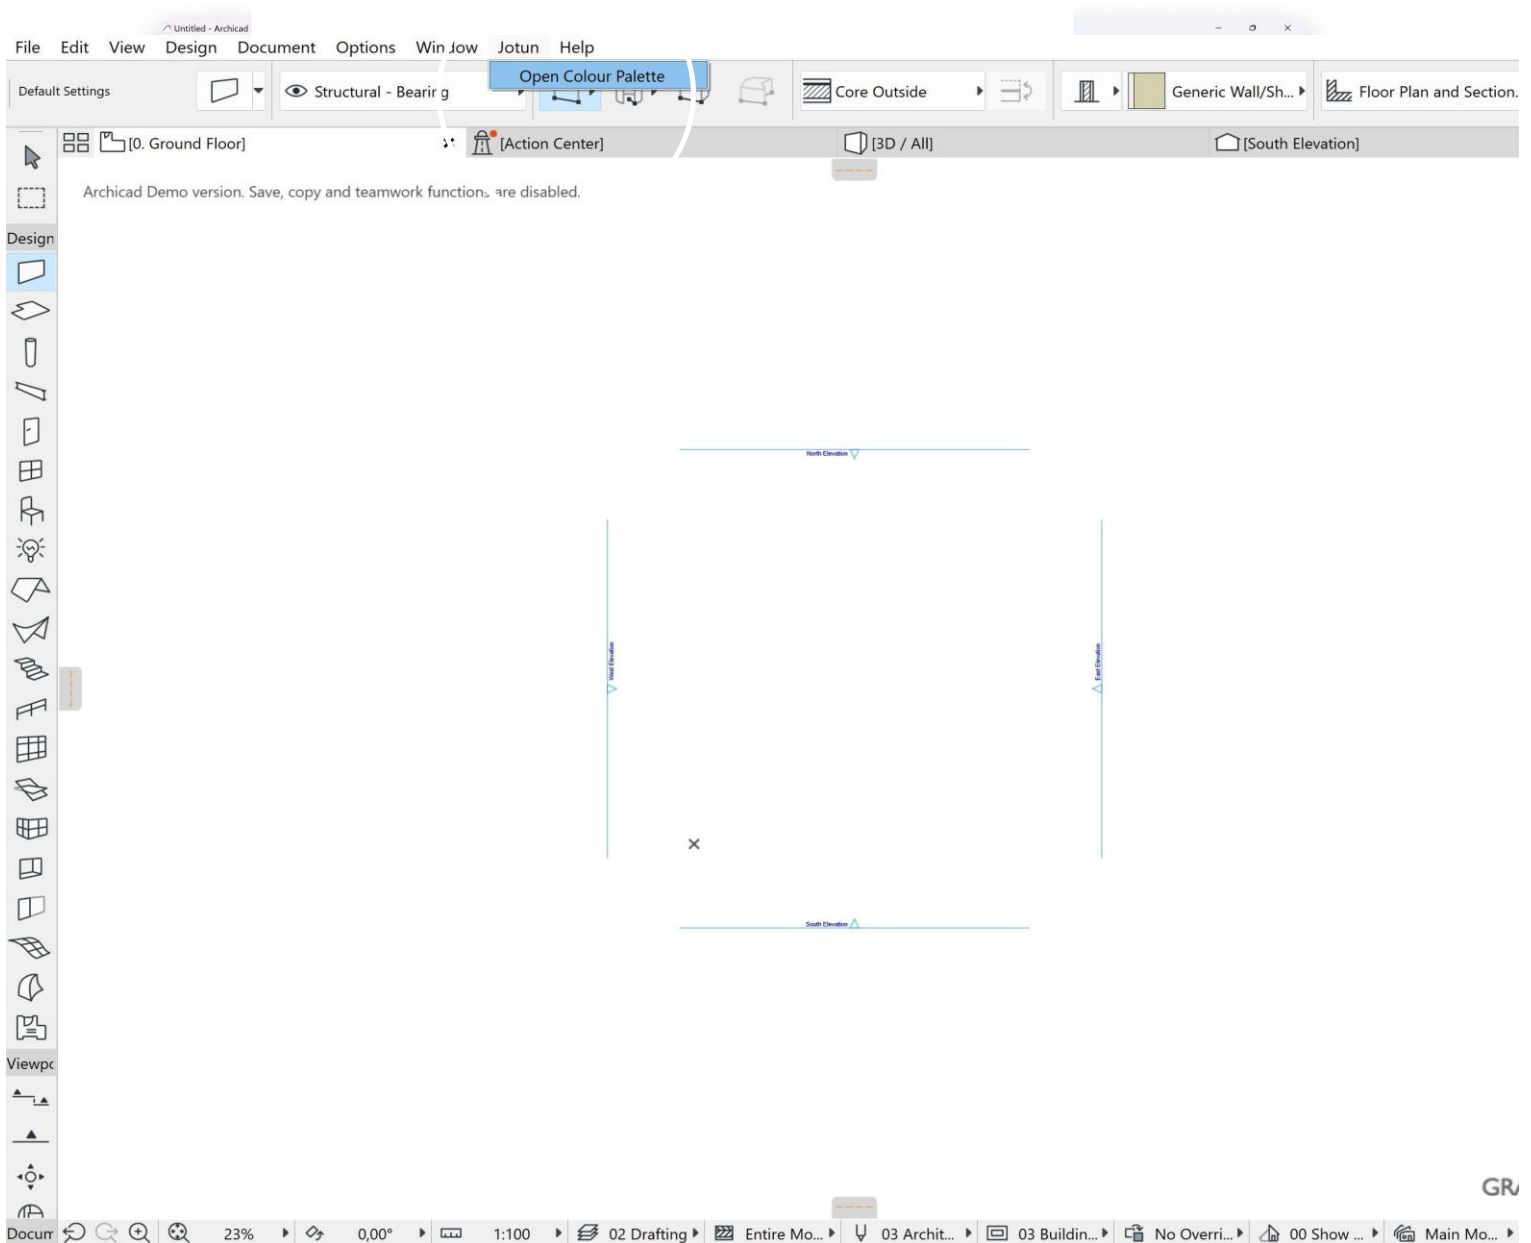 Untitled - Archicad
File Edit View Design Document Options Window Jotun Help
Open Colour Palette
Default Settings
Structural - Bearing
Core Outside
Generic Wall/Sh...
Floor Plan and Section.
[0. Ground Floor]
[Action Center]
[3D / All]
[South Elevation]
Archicad Demo version. Save, copy and teamwork functions are disabled.
Design
North Elevation
West Elevation
East Elevation
South Elevation
Viewpo
GRA
Docum
23%
0,00°
1:100
02 Drafting
Entire Mo...
03 Archit...
03 Buildin...
No Overri...
00 Show ...
Main Mo...